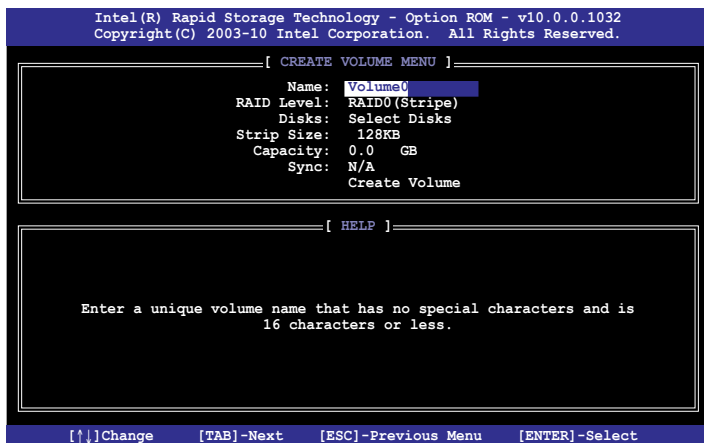 Intel(R) Rapid Storage Technology - Option ROM - v10.0.0.1032
Copyright(C) 2003-10 Intel Corporation.  All Rights Reserved.
[ CREATE VOLUME MENU ]
Name: Volume0
RAID Level: RAID0(Stripe)
Disks: Select Disks
Strip Size: 128KB
Capacity: 0.0 GB
Sync: N/A
Create Volume
[ HELP ]
Enter a unique volume name that has no special characters and is
16 characters or less.
[↑↓]Change [TAB]-Next [ESC]-Previous Menu [ENTER]-Select